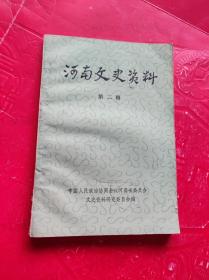 河南文史资料
第二辑
中国人民政治协商会议河南省委员会
文史资料研究委员会编